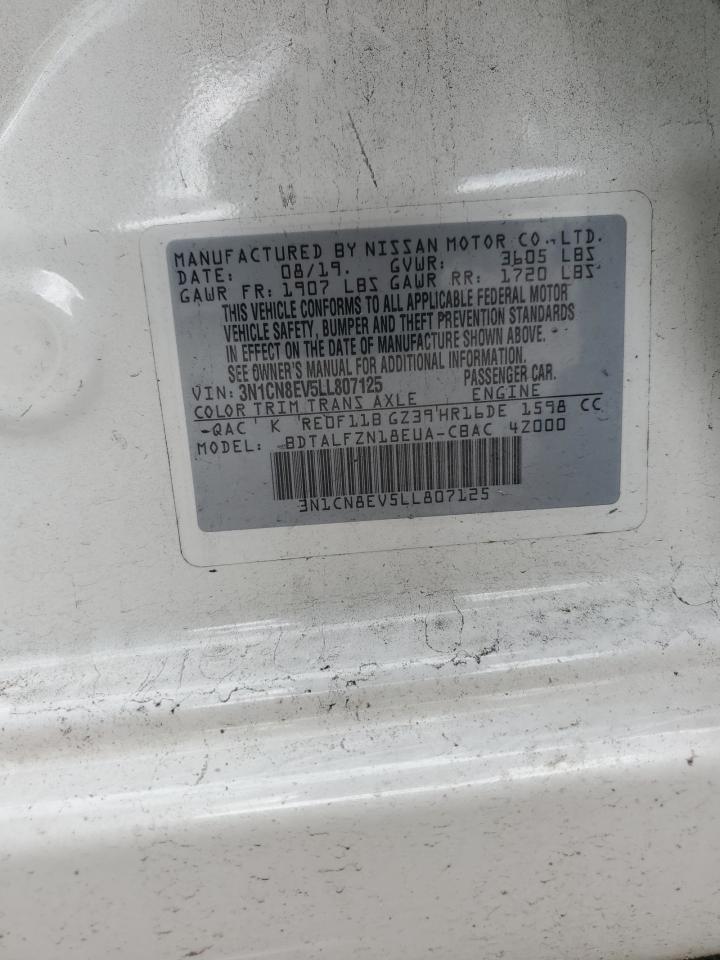 MANUFACTURED BY NISSAN MOTOR CO.,LTD.
DATE: 08/19. GVWR: 3605 LBS
GAWR FR: 1907 LBS GAWR RR: 1720 LBS
THIS VEHICLE CONFORMS TO ALL APPLICABLE FEDERAL MOTOR
VEHICLE SAFETY, BUMPER AND THEFT PREVENTION STANDARDS
IN EFFECT ON THE DATE OF MANUFACTURE SHOWN ABOVE.
SEE OWNER'S MANUAL FOR ADDITIONAL INFORMATION.
VIN: 3N1CN8EV5LL807125 PASSENGER CAR.
COLOR TRIM TRANS AXLE ENGINE
-QAC K RE0F11B GZ39 HR16DE 1598 CC
MODEL: BDTALFZN18EUA-CBAC 4Z000
3N1CN8EV5LL807125